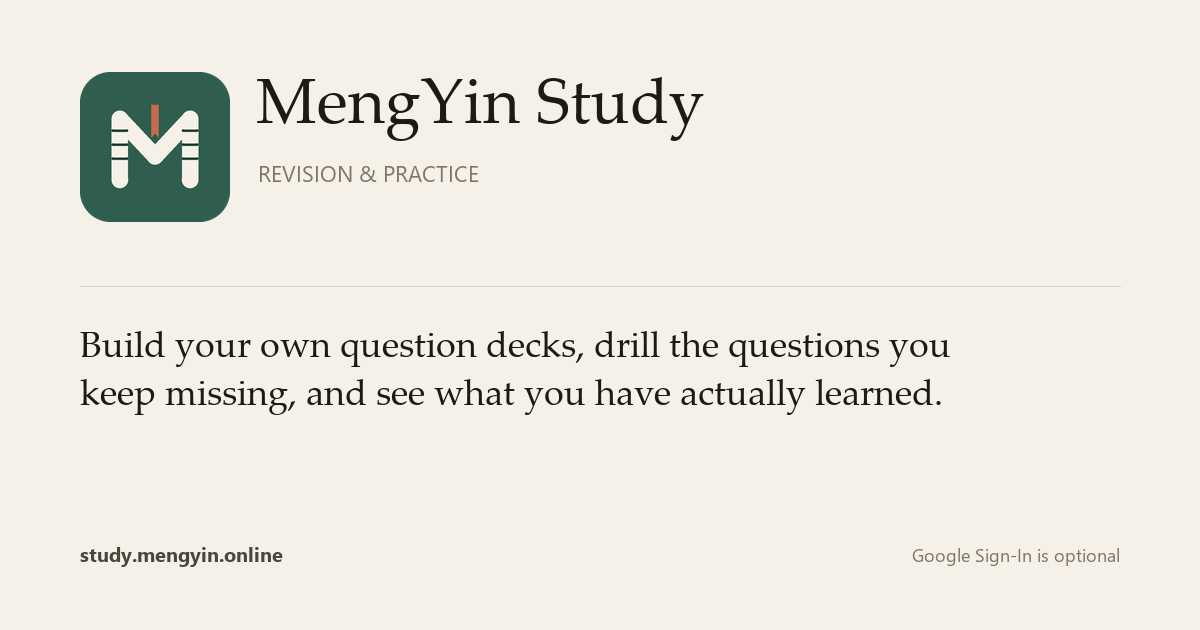 MengYin Study
REVISION & PRACTICE
Build your own question decks, drill the questions you
keep missing, and see what you have actually learned.
study.mengyin.online
Google Sign-In is optional